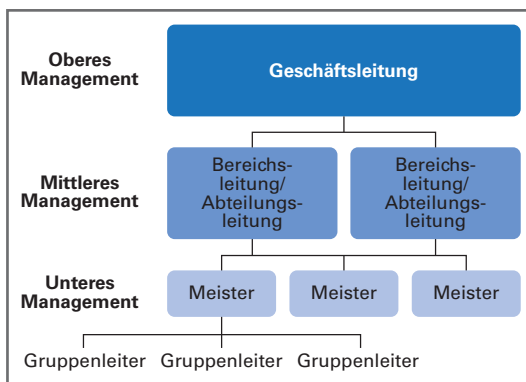 Oberes
Management
Geschäftsleitung
Mittleres
Management
Bereichs-
leitung/
Abteilungs-
leitung
Bereichs-
leitung/
Abteilungs-
leitung
Unteres
Management
Meister
Meister
Meister
Gruppenleiter
Gruppenleiter
Gruppenleiter